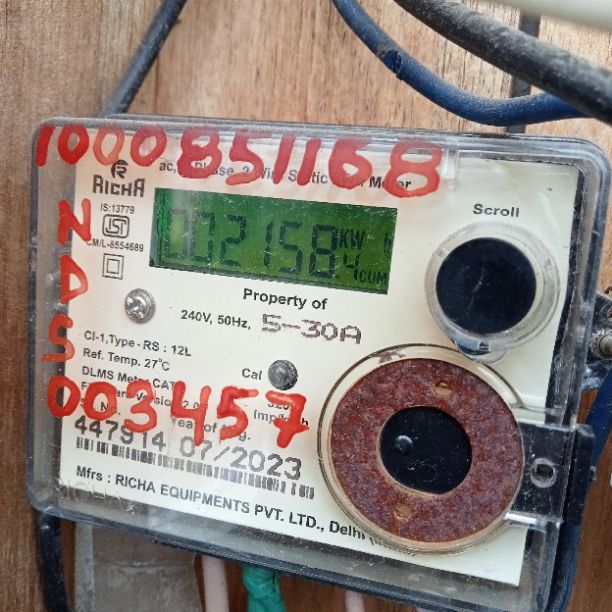 1000851168
RICHA
ac, Phase, 2 Wire Static Meter
IS:13779
ISI
CM/L-8554689
Scroll
002158 KW h
4 CUM
N
A
S
Property of
240V, 50Hz, 5-30A
CI-1,Type - RS : 12L
Ref. Temp. 27°C
Cal
DLMS Meter CAT
003457
447914 07/2023
Mfrs : RICHA EQUIPMENTS PVT. LTD., Delhi